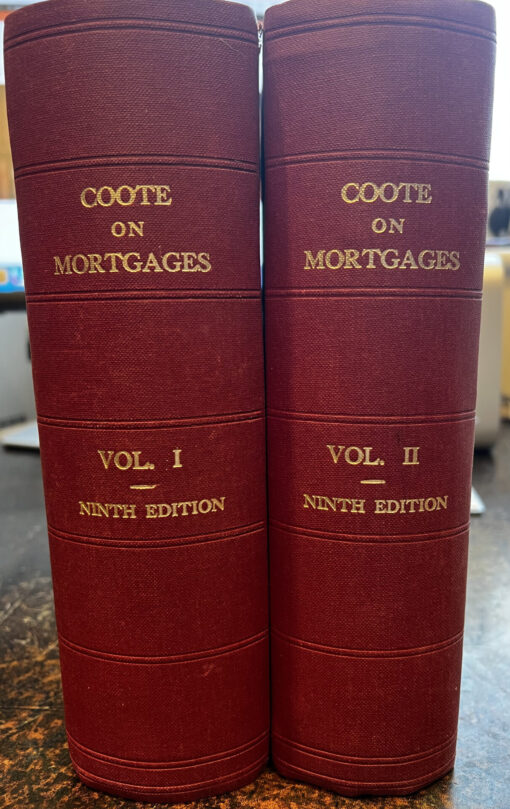 COOTE
ON
MORTGAGES
VOL. I
NINTH EDITION
COOTE
ON
MORTGAGES
VOL. II
NINTH EDITION